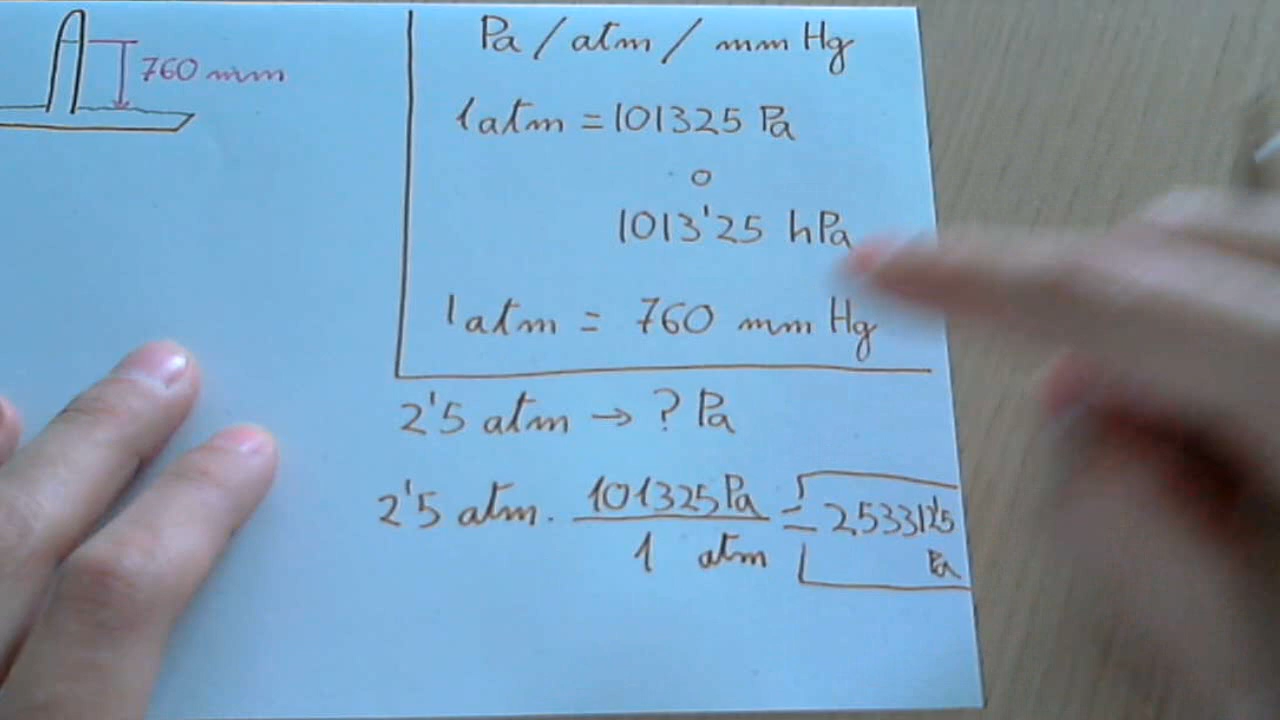 760 mm
Pa / atm / mm Hg
1 atm = 101325 Pa
o
1013'25 hPa
1 atm = 760 mm Hg
2'5 atm → ? Pa
2'5 atm. 101325 Pa / 1 atm = 253312'5 Pa